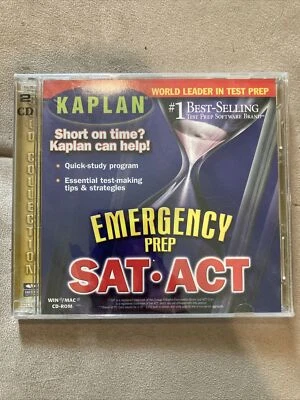 2
CD
CD COLLECTION
WORLD LEADER IN TEST PREP
KAPLAN®
#1 BEST-SELLING
TEST PREP SOFTWARE BRAND
Short on time?
Kaplan can help!
• Quick-study program
• Essential test-making
tips & strategies
EMERGENCY
PREP
SAT•ACT
WIN®/MAC®
CD-ROM